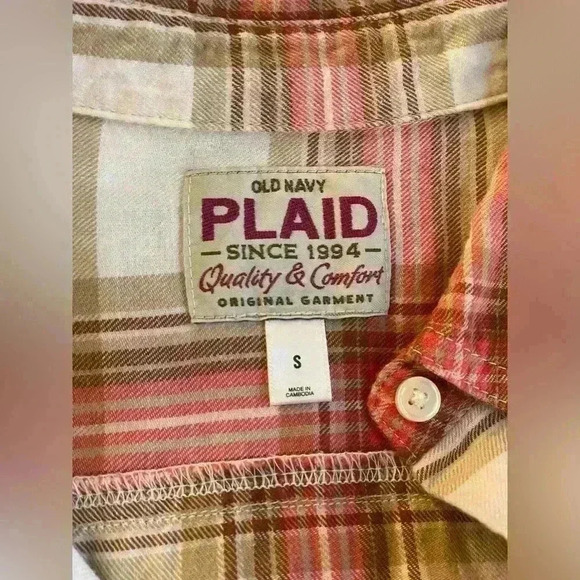 OLD NAVY
PLAID
SINCE 1994
Quality & Comfort
ORIGINAL GARMENT
S
MADE IN
CAMBODIA